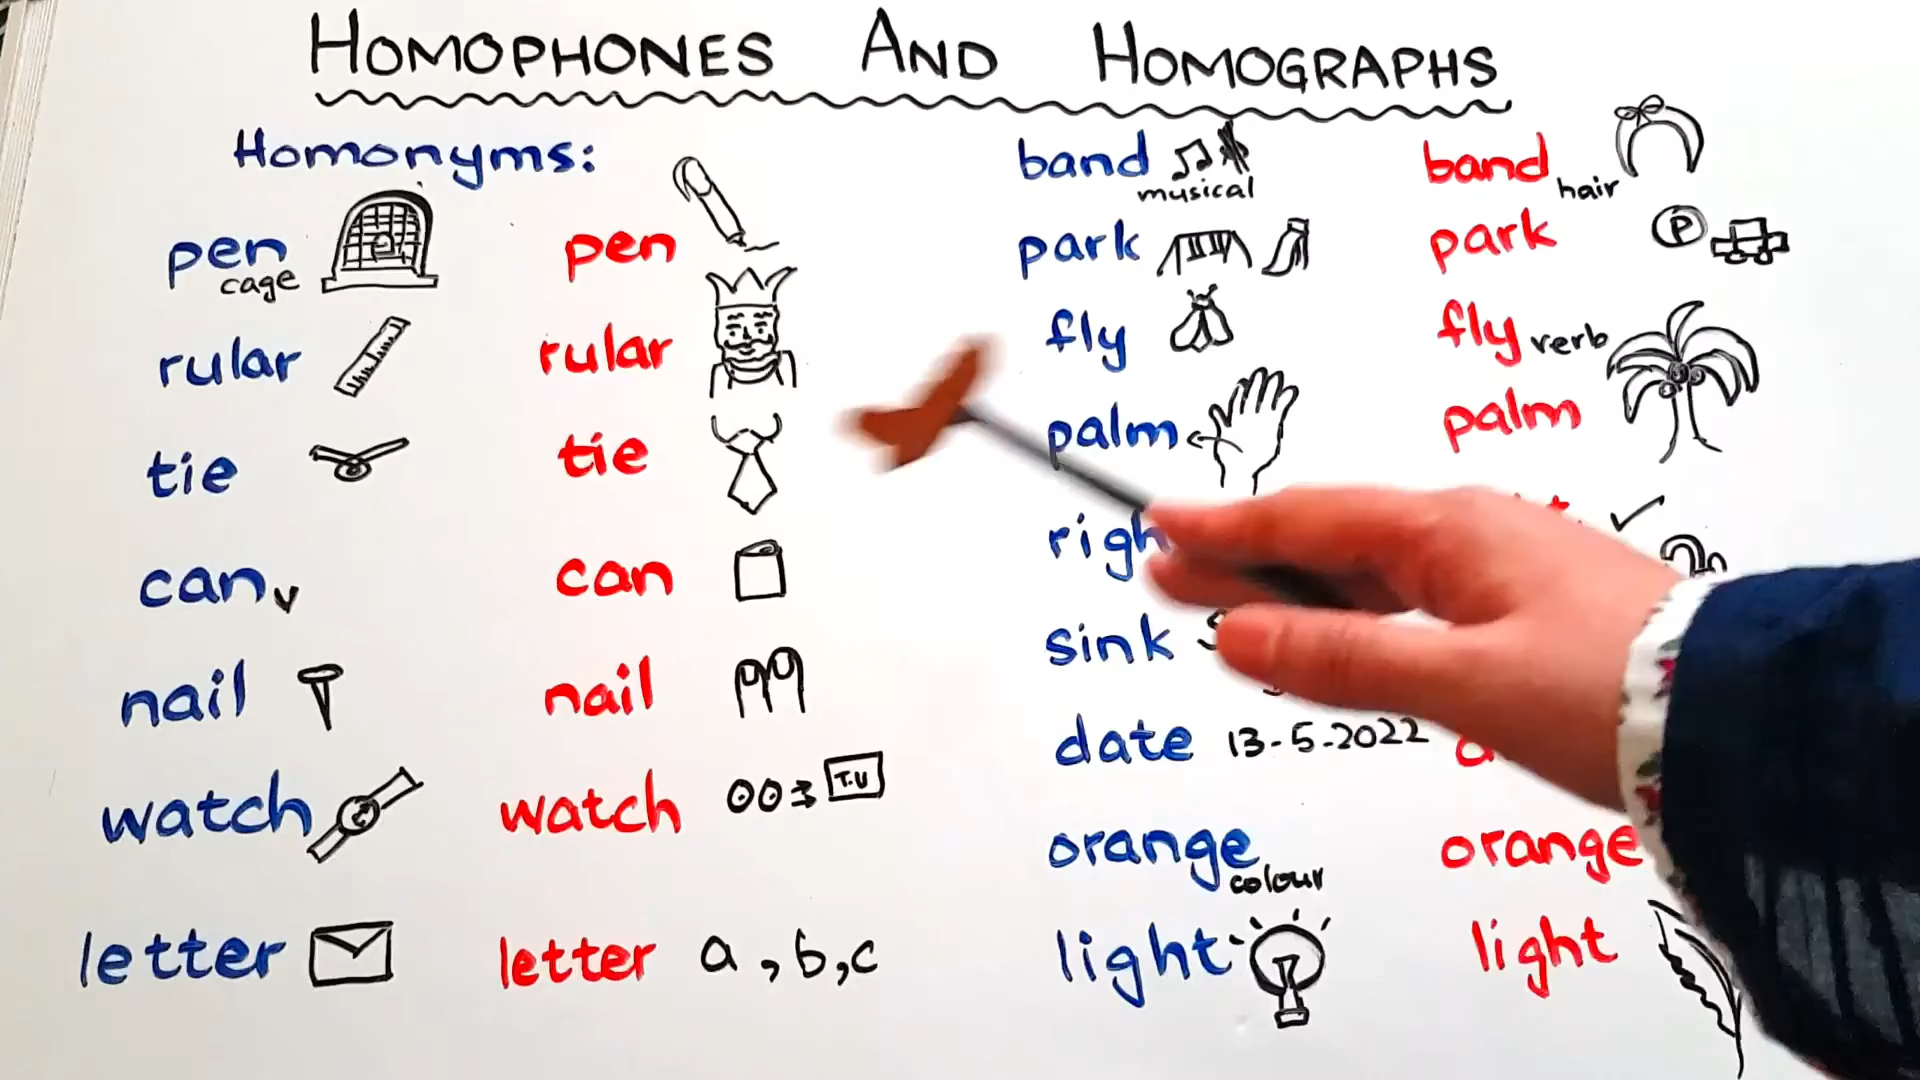 HOMOPHONES AND HOMOGRAPHS
Homonyms:
pen
cage
pen
rular
rular
tie
tie
can v
can
nail
nail
watch
watch
T.V
letter
letter a, b, c
band
musical
band
hair
park
park
P
fly
fly verb
palm
palm
sink
date 13-5-2022
orange
colour
orange
light
light